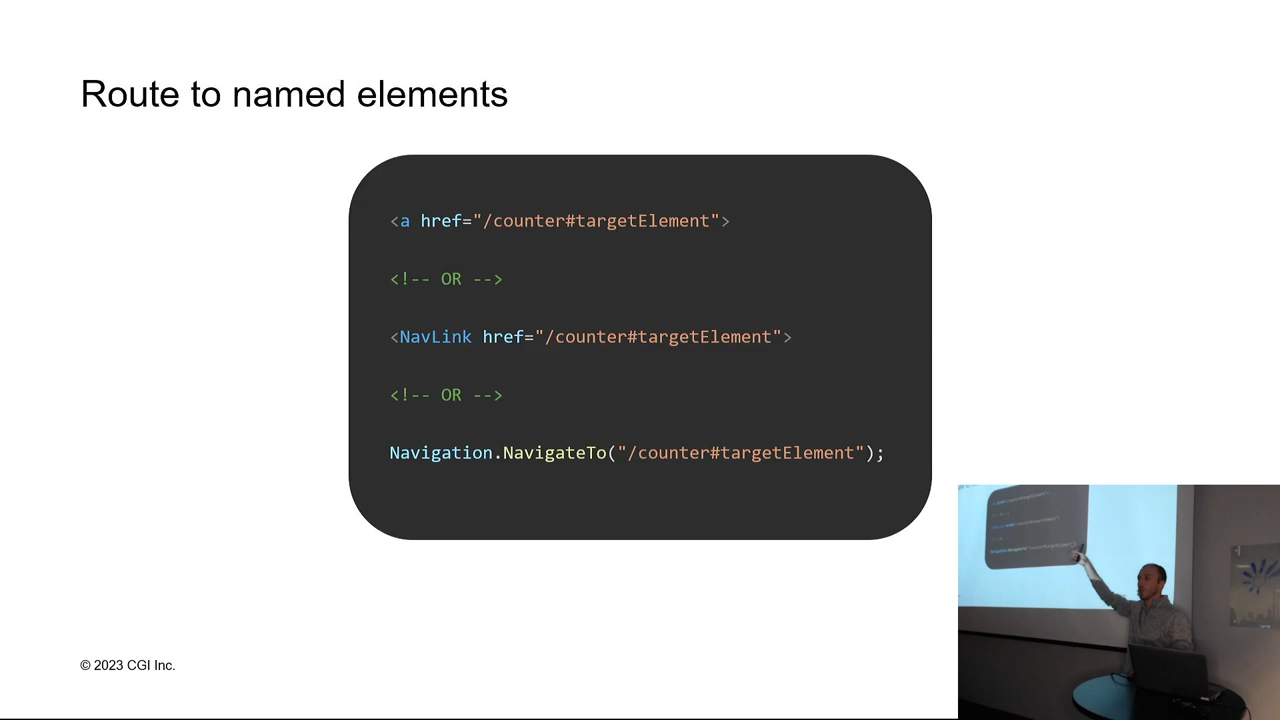 Route to named elements
<a href="/counter#targetElement">
<!-- OR -->
<NavLink href="/counter#targetElement">
<!-- OR -->
Navigation.NavigateTo("/counter#targetElement");
© 2023 CGI Inc.